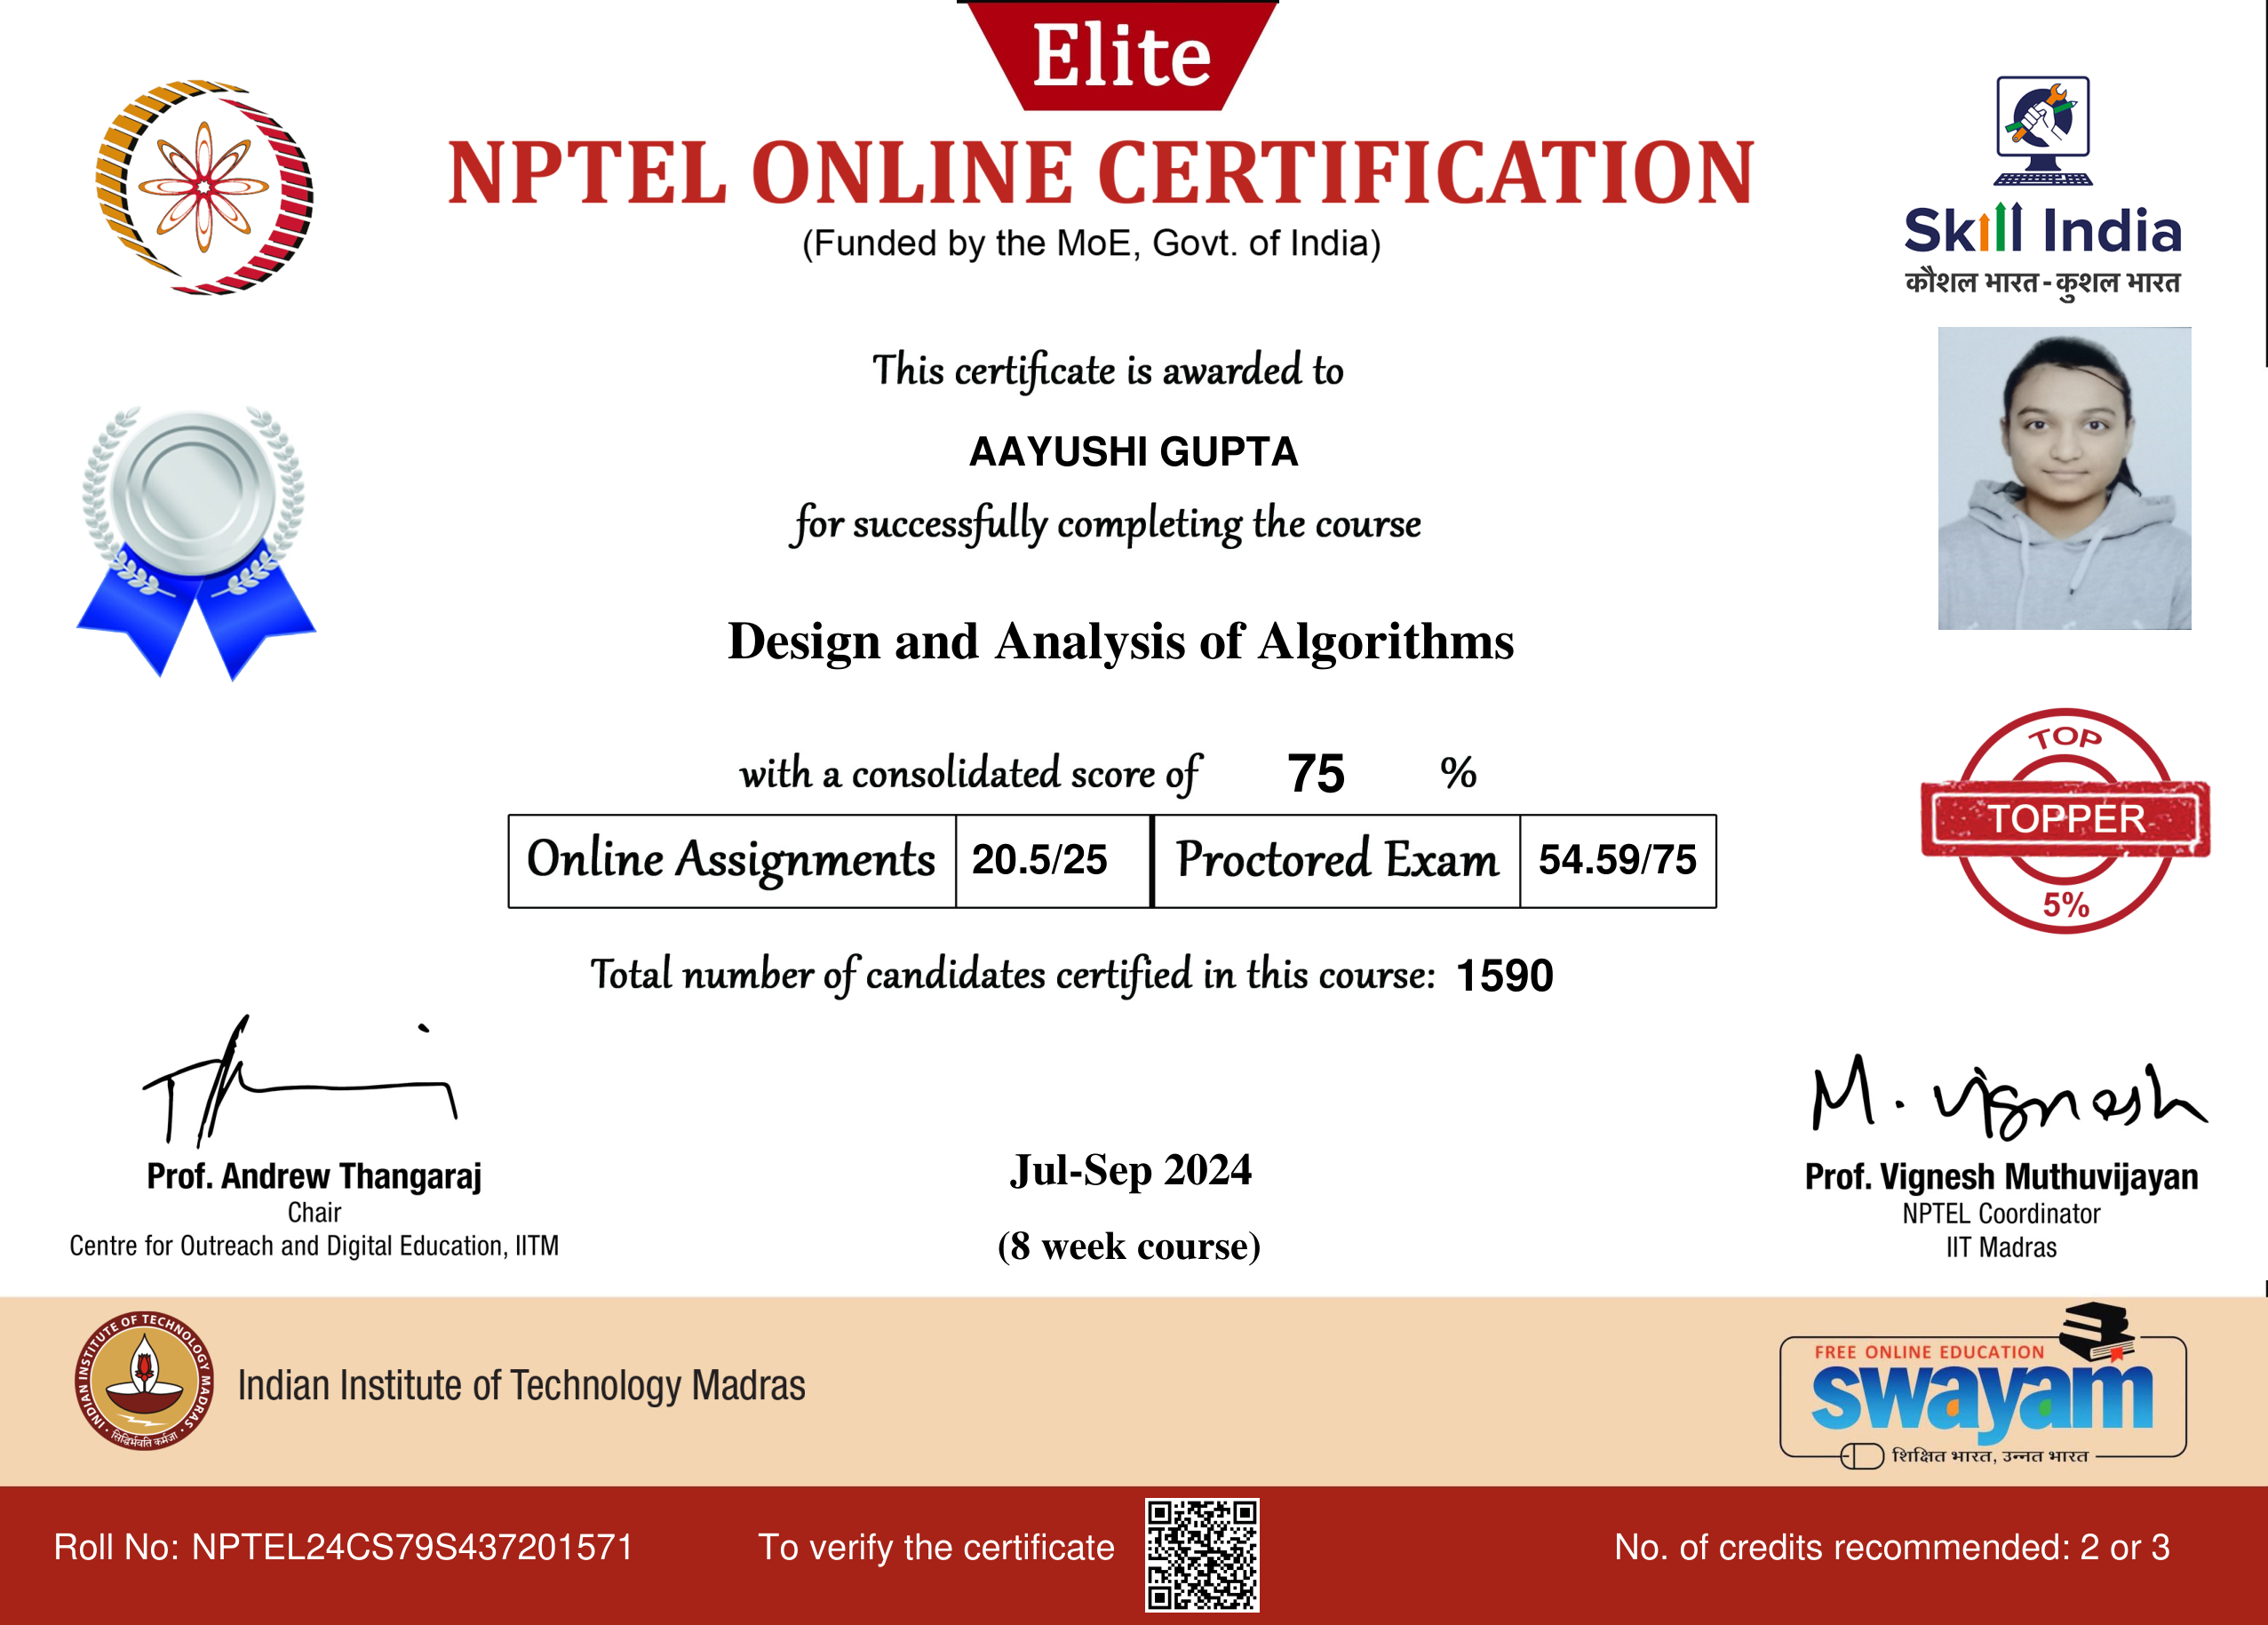 Elite
NPTEL ONLINE CERTIFICATION
(Funded by the MoE, Govt. of India)
Skill India
कौशल भारत - कुशल भारत
This certificate is awarded to
AAYUSHI GUPTA
for successfully completing the course
Design and Analysis of Algorithms
with a consolidated score of 75 %
Online Assignments 20.5/25 Proctored Exam 54.59/75
TOP
TOPPER
5%
Total number of candidates certified in this course: 1590
M. Vignesh
Prof. Andrew Thangaraj
Chair
Centre for Outreach and Digital Education, IITM
Jul-Sep 2024
(8 week course)
Prof. Vignesh Muthuvijayan
NPTEL Coordinator
IIT Madras
INDIAN INSTITUTE OF TECHNOLOGY MADRAS
सिद्धिर्भवति कर्मजा
Indian Institute of Technology Madras
FREE ONLINE EDUCATION
swayam
शिक्षित भारत, उन्नत भारत
Roll No: NPTEL24CS79S437201571
To verify the certificate
No. of credits recommended: 2 or 3